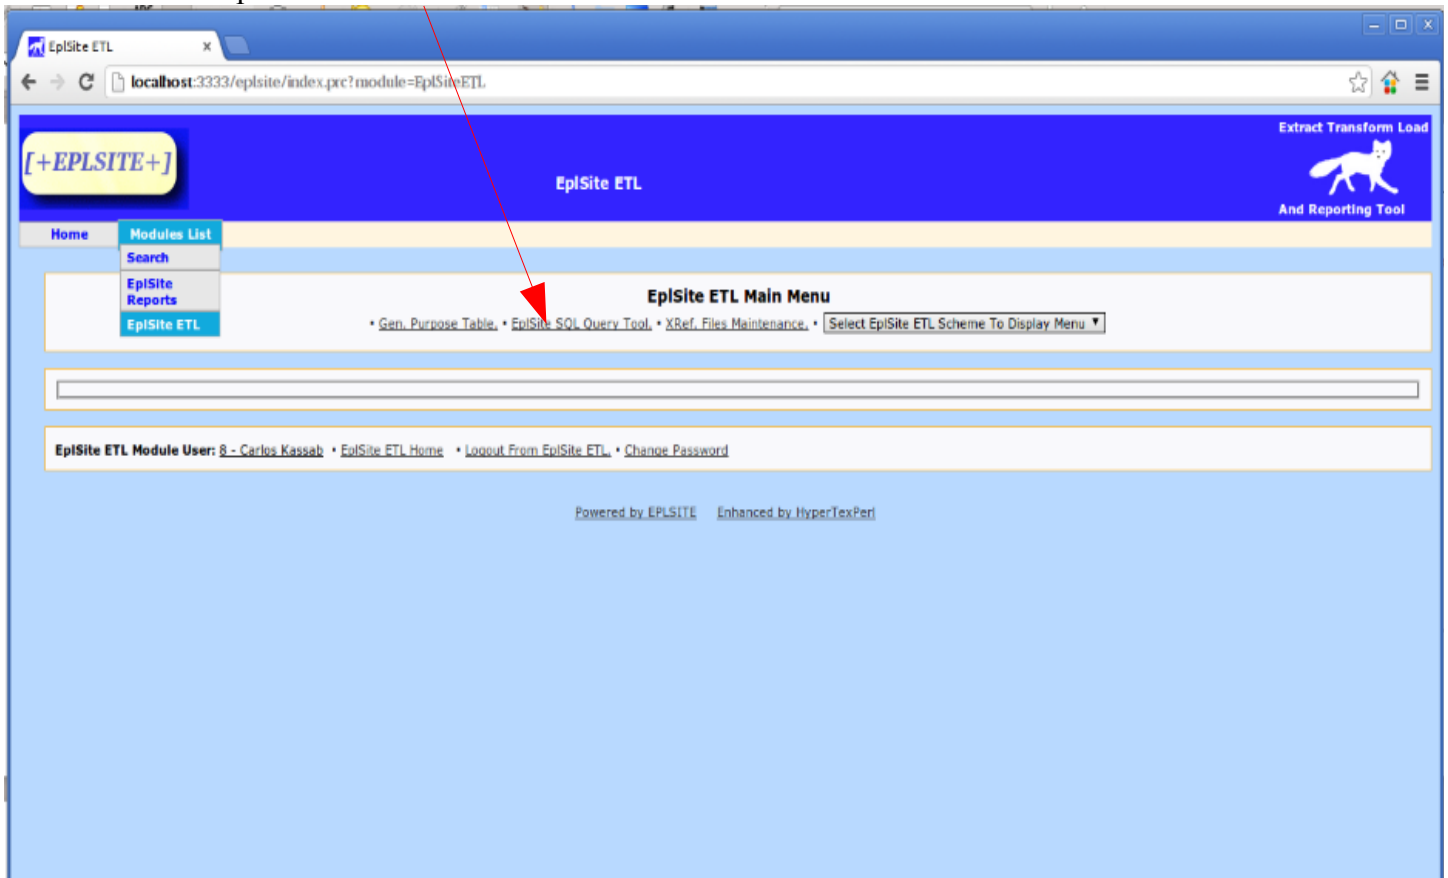 EplSite ETL
localhost:3333/eplsite/index.prc?module=EplSiteETL
Extract Transform Load
[+EPLSITE+]
EplSite ETL
And Reporting Tool
Home Modules List
Search
EplSite
Reports
EplSite ETL
EplSite ETL Main Menu
• Gen. Purpose Table. • EplSite SQL Query Tool. • XRef. Files Maintenance. • Select EplSite ETL Scheme To Display Menu
EplSite ETL Module User: 8 - Carlos Kassab • EplSite ETL Home • Logout From EplSite ETL. • Change Password
Powered by EPLSITE Enhanced by HyperTexPerl